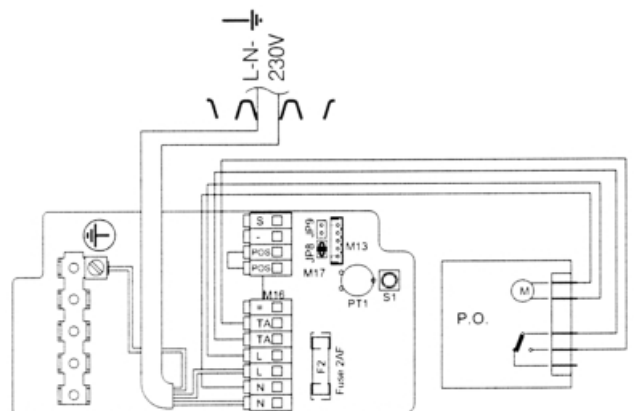 L-N-
230V
S
-
POS
POS
JP9
JP8
M13
M17
PT1
S1
M16
TA
TA
L
L
N
N
F2
Fuse 2AF
M
P.O.